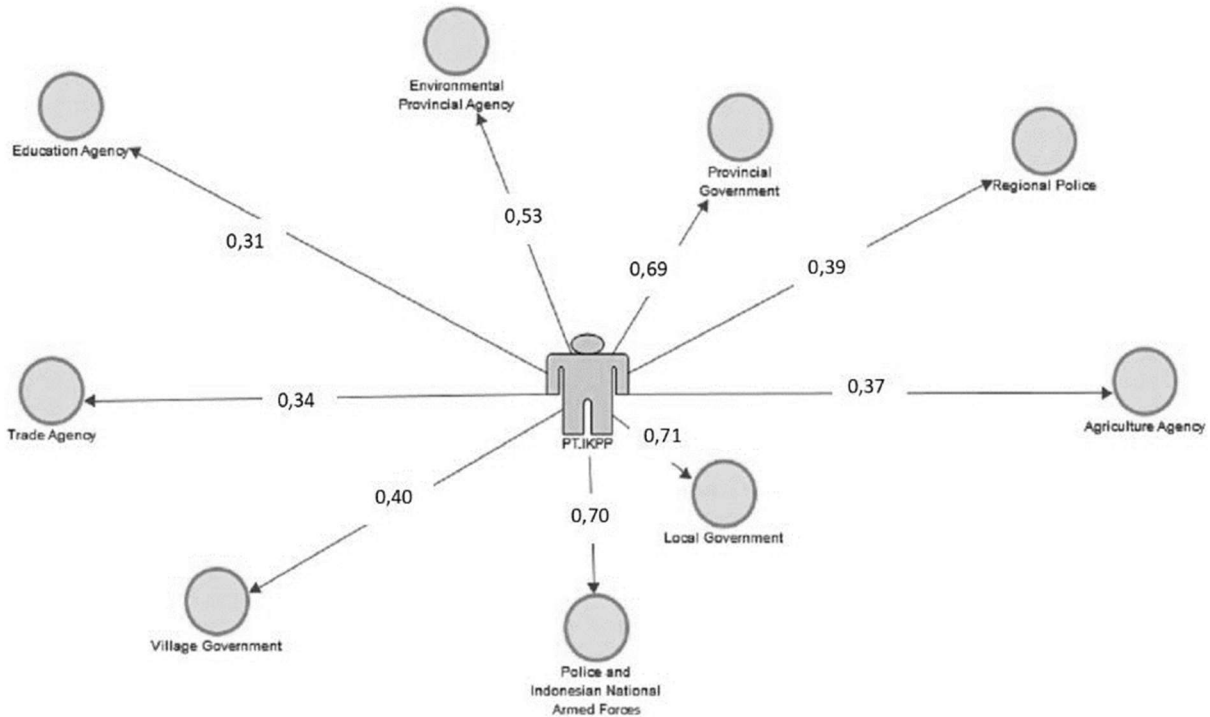 Environmental
Provincial Agency
Education Agency
Provincial
Government
Regional Police
0,31
0,53
0,69
0,39
Trade Agency
0,34
0,37
Agriculture Agency
PT.IKPP
0,71
0,40
0,70
Local Government
Village Government
Police and
Indonesian National
Armed Forces